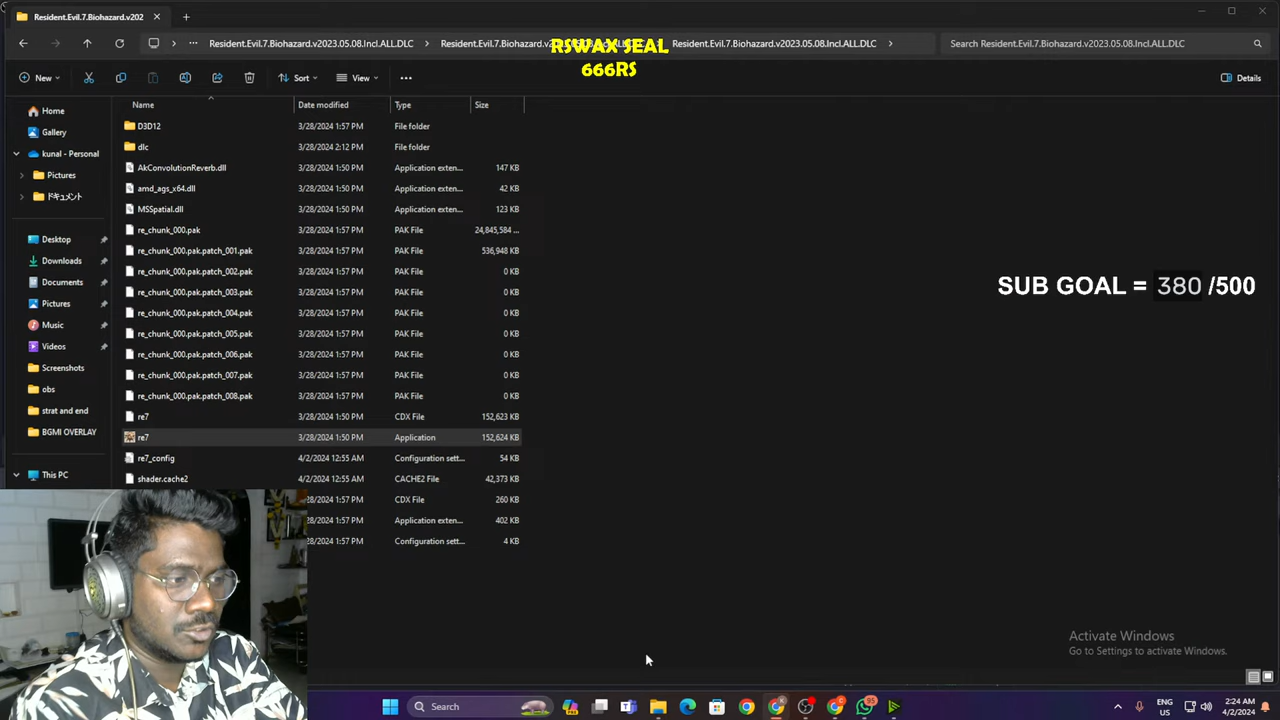 Resident.Evil.7.Biohazard.v202
Resident.Evil.7.Biohazard.v2023.05.08.Incl.ALL.DLC
Resident.Evil.7.Biohazard.v2023.05.08.Incl.ALL.DLC
Search Resident.Evil.7.Biohazard.v2023.05.08.Incl.ALL.DLC
RSWAX SEAL
666RS
New Sort View Details
Name Date modified Type Size
Home
Gallery
kunal - Personal
Pictures
ドキュメント
Desktop
Downloads
Documents
Pictures
Music
Videos
Screenshots
obs
strat and end
BGMI OVERLAY
This PC
D3D12 3/28/2024 1:57 PM File folder
dlc 3/28/2024 2:12 PM File folder
AkConvolutionReverb.dll 3/28/2024 1:50 PM Application exten... 147 KB
amd_ags_x64.dll 3/28/2024 1:50 PM Application exten... 42 KB
MSSpatial.dll 3/28/2024 1:50 PM Application exten... 123 KB
re_chunk_000.pak 3/28/2024 1:57 PM PAK File 24,845,584 ...
re_chunk_000.pak.patch_001.pak 3/28/2024 1:57 PM PAK File 536,948 KB
re_chunk_000.pak.patch_002.pak 3/28/2024 1:57 PM PAK File 0 KB
re_chunk_000.pak.patch_003.pak 3/28/2024 1:57 PM PAK File 0 KB
re_chunk_000.pak.patch_004.pak 3/28/2024 1:57 PM PAK File 0 KB
re_chunk_000.pak.patch_005.pak 3/28/2024 1:57 PM PAK File 0 KB
re_chunk_000.pak.patch_006.pak 3/28/2024 1:57 PM PAK File 0 KB
re_chunk_000.pak.patch_007.pak 3/28/2024 1:57 PM PAK File 0 KB
re_chunk_000.pak.patch_008.pak 3/28/2024 1:57 PM PAK File 0 KB
re7 3/28/2024 1:50 PM CDX File 152,623 KB
re7 3/28/2024 1:50 PM Application 152,624 KB
re7_config 4/2/2024 12:55 AM Configuration sett... 54 KB
shader.cache2 4/2/2024 12:55 AM CACHE2 File 42,373 KB
/28/2024 1:57 PM CDX File 260 KB
/28/2024 1:57 PM Application exten... 402 KB
/28/2024 1:57 PM Configuration sett... 4 KB
SUB GOAL = 380 /500
Activate Windows
Go to Settings to activate Windows.
Search
ENG
US
2:24 AM
4/2/2024